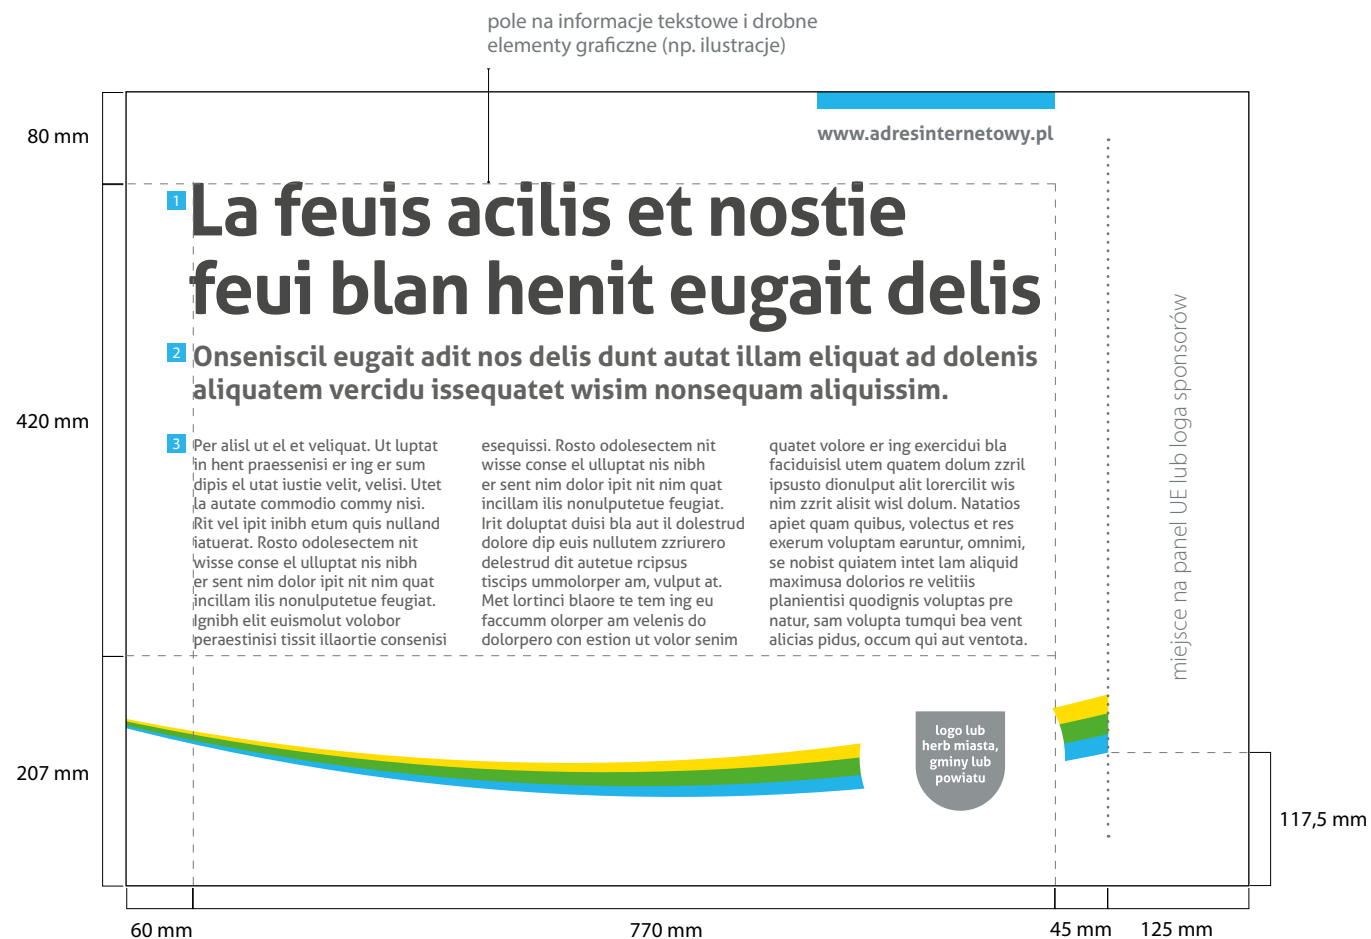 pole na informacje tekstowe i drobne
elementy graficzne (np. ilustracje)
80 mm
www.adresinternetowy.pl
1
La feuis acilis et nostie
feui blan henit eugait delis
2
Onseniscil eugait adit nos delis dunt autat illam eliquat ad dolenis
aliquatem vercidu issequatet wisim nonsequam aliquissim.
420 mm
3
Per alisl ut el et veliquat. Ut luptat
in hent praessenisi er ing er sum
dipis el utat iustie velit, velisi. Utet
la autate commodio commy nisi.
Rit vel ipit inibh etum quis nulland
iatuerat. Rosto odolesectem nit
wisse conse el ulluptat nis nibh
er sent nim dolor ipit nit nim quat
incillam ilis nonulputetue feugiat.
Ignibh elit euismolut volobor
peraestinisi tissit illaortie consenisi
esequissi. Rosto odolesectem nit
wisse conse el ulluptat nis nibh
er sent nim dolor ipit nit nim quat
incillam ilis nonulputetue feugiat.
Irit doluptat duisi bla aut il dolestrud
dolore dip euis nullutem zzriurero
delestrud dit autetue rcipsus
tiscips ummolorper am, vulput at.
Met lortinci blaore te tem ing eu
faccumm olorper am velenis do
dolorpero con estion ut volor senim
quatet volore er ing exercidui bla
faciduisisl utem quatem dolum zzril
ipsusto dionulput alit lorercilit wis
nim zzrit alisit wisl dolum. Natatios
apiet quam quibus, volectus et res
exerum voluptam earuntur, omnimi,
se nobist quiatem intet lam aliquid
maximusa dolorios re velitiis
planientisi quodignis voluptas pre
natur, sam volupta tumqui bea vent
alicias pidus, occum qui aut ventota.
miejsce na panel UE lub loga sponsorów
logo lub
herb miasta,
gminy lub
powiatu
207 mm
117,5 mm
60 mm
770 mm
45 mm
125 mm